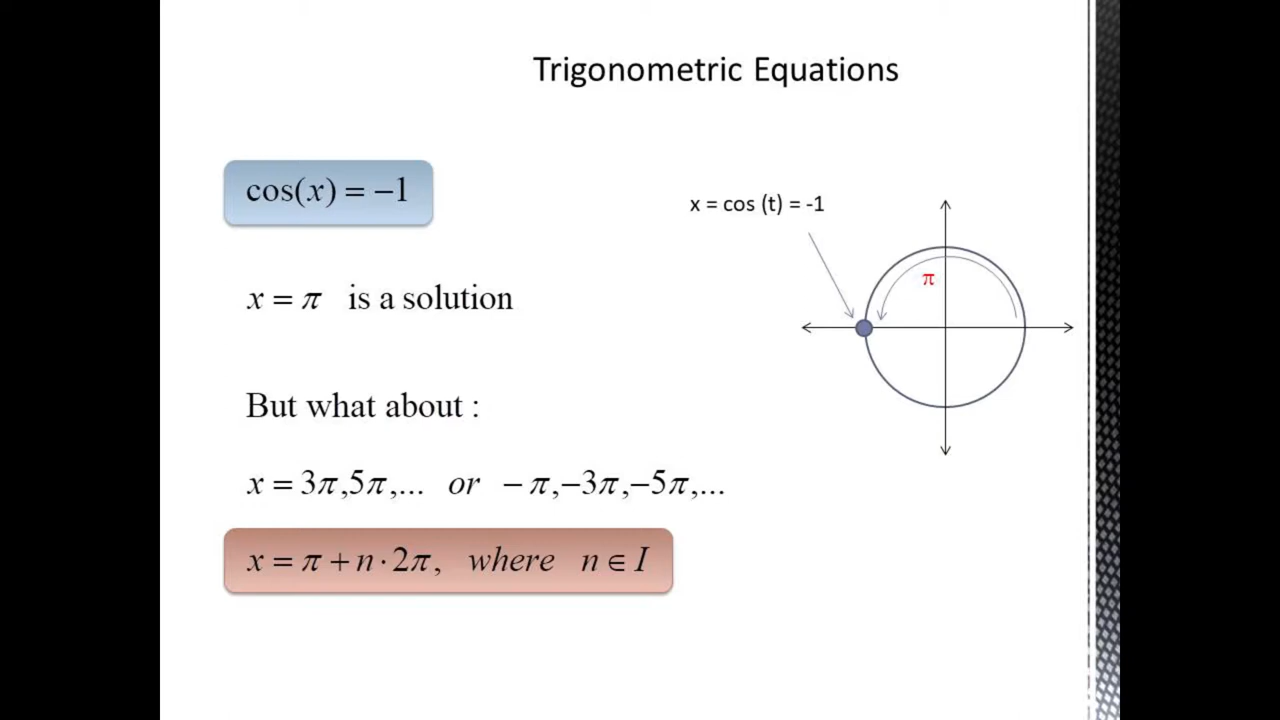 Trigonometric Equations
cos(x) = −1
x = cos (t) = -1
π
x = π is a solution
But what about :
x = 3π,5π,... or −π,−3π,−5π,...
x = π + n·2π, where n ∈ I